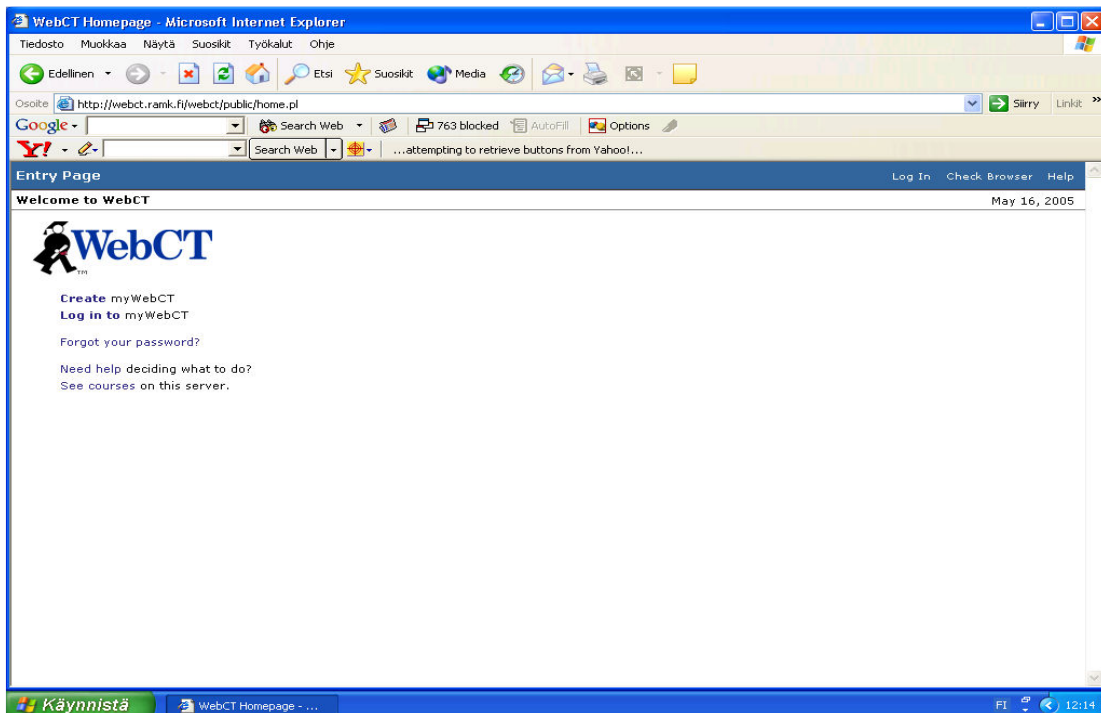 WebCT Homepage - Microsoft Internet Explorer
Tiedosto Muokkaa Näytä Suosikit Työkalut Ohje
Edellinen Etsi Suosikit Media
Osoite http://webct.ramk.fi/webct/public/home.pl Siirry Linkit »
Google Search Web 763 blocked AutoFill Options
Y! Search Web ...attempting to retrieve buttons from Yahoo!...
Entry Page Log In Check Browser Help
Welcome to WebCT May 16, 2005
WebCT TM
Create myWebCT
Log in to myWebCT
Forgot your password?
Need help deciding what to do?
See courses on this server.
Käynnistä WebCT Homepage - ... FI 12:14